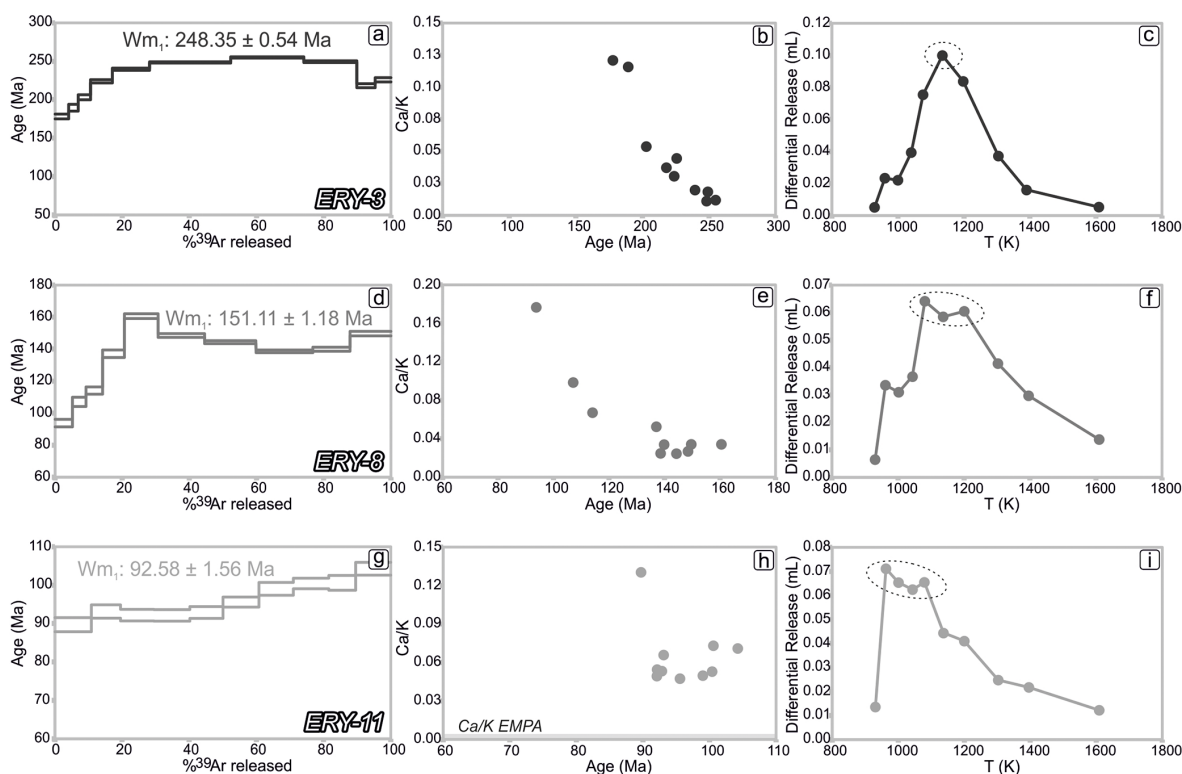 300
250
200
150
100
50
Age (Ma)
Wm1: 248.35 ± 0.54 Ma
a
ERY-3
0 20 40 60 80 100
%39Ar released
0.15
0.13
0.10
0.08
0.05
0.03
0.00
Ca/K
b
50 100 150 200 250 300
Age (Ma)
0.12
0.10
0.08
0.06
0.04
0.02
0.00
Differential Release (mL)
c
800 1000 1200 1400 1600 1800
T (K)
180
160
140
120
100
80
60
Age (Ma)
Wm1: 151.11 ± 1.18 Ma
d
ERY-8
0 20 40 60 80 100
%39Ar released
0.20
0.16
0.12
0.08
0.04
0.00
Ca/K
e
60 80 100 120 140 160 180
Age (Ma)
0.07
0.06
0.05
0.04
0.03
0.02
0.01
0.00
Differential Release (mL)
f
800 1000 1200 1400 1600 1800
T (K)
110
100
90
80
70
60
Age (Ma)
Wm1: 92.58 ± 1.56 Ma
g
ERY-11
0 20 40 60 80 100
%39Ar released
0.15
0.12
0.09
0.06
0.03
0.00
Ca/K
h
Ca/K EMPA
60 70 80 90 100 110
Age (Ma)
0.08
0.07
0.06
0.05
0.04
0.03
0.02
0.01
0.00
Differential Release (mL)
i
800 1000 1200 1400 1600 1800
T (K)